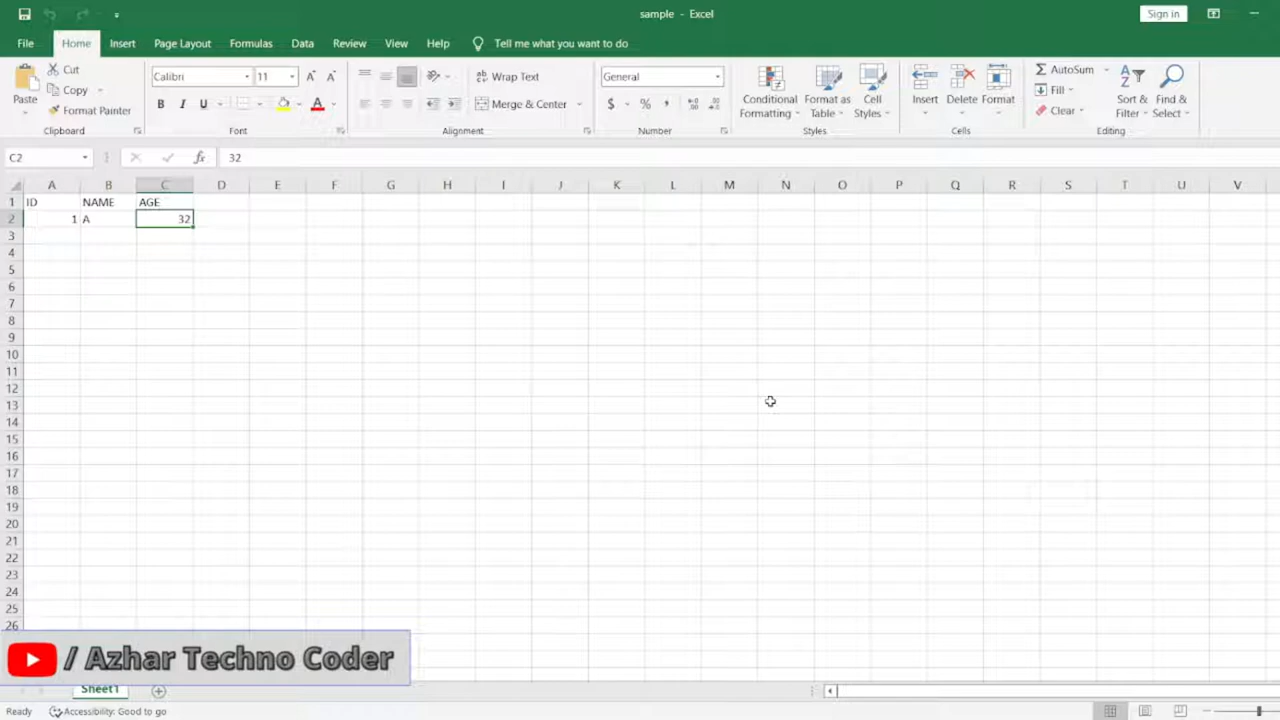 sample - Excel
Sign in
File Home Insert Page Layout Formulas Data Review View Help Tell me what you want to do
Paste
Cut
Copy
Format Painter
Clipboard
Calibri 11
B I U
Font
Wrap Text
Merge & Center
Alignment
General
$ %
Number
Conditional Formatting
Format as Table
Cell Styles
Styles
Insert Delete Format
Cells
AutoSum
Fill
Clear
Sort & Filter
Find & Select
Editing
C2 fx 32
A B C D E F G H I J K L M N O P Q R S T U V
1 ID NAME AGE
2 1 A 32
3
4
5
6
7
8
9
10
11
12
13
14
15
16
17
18
19
20
21
22
23
24
25
26
/ Azhar Techno Coder
Sheet1
Ready Accessibility: Good to go